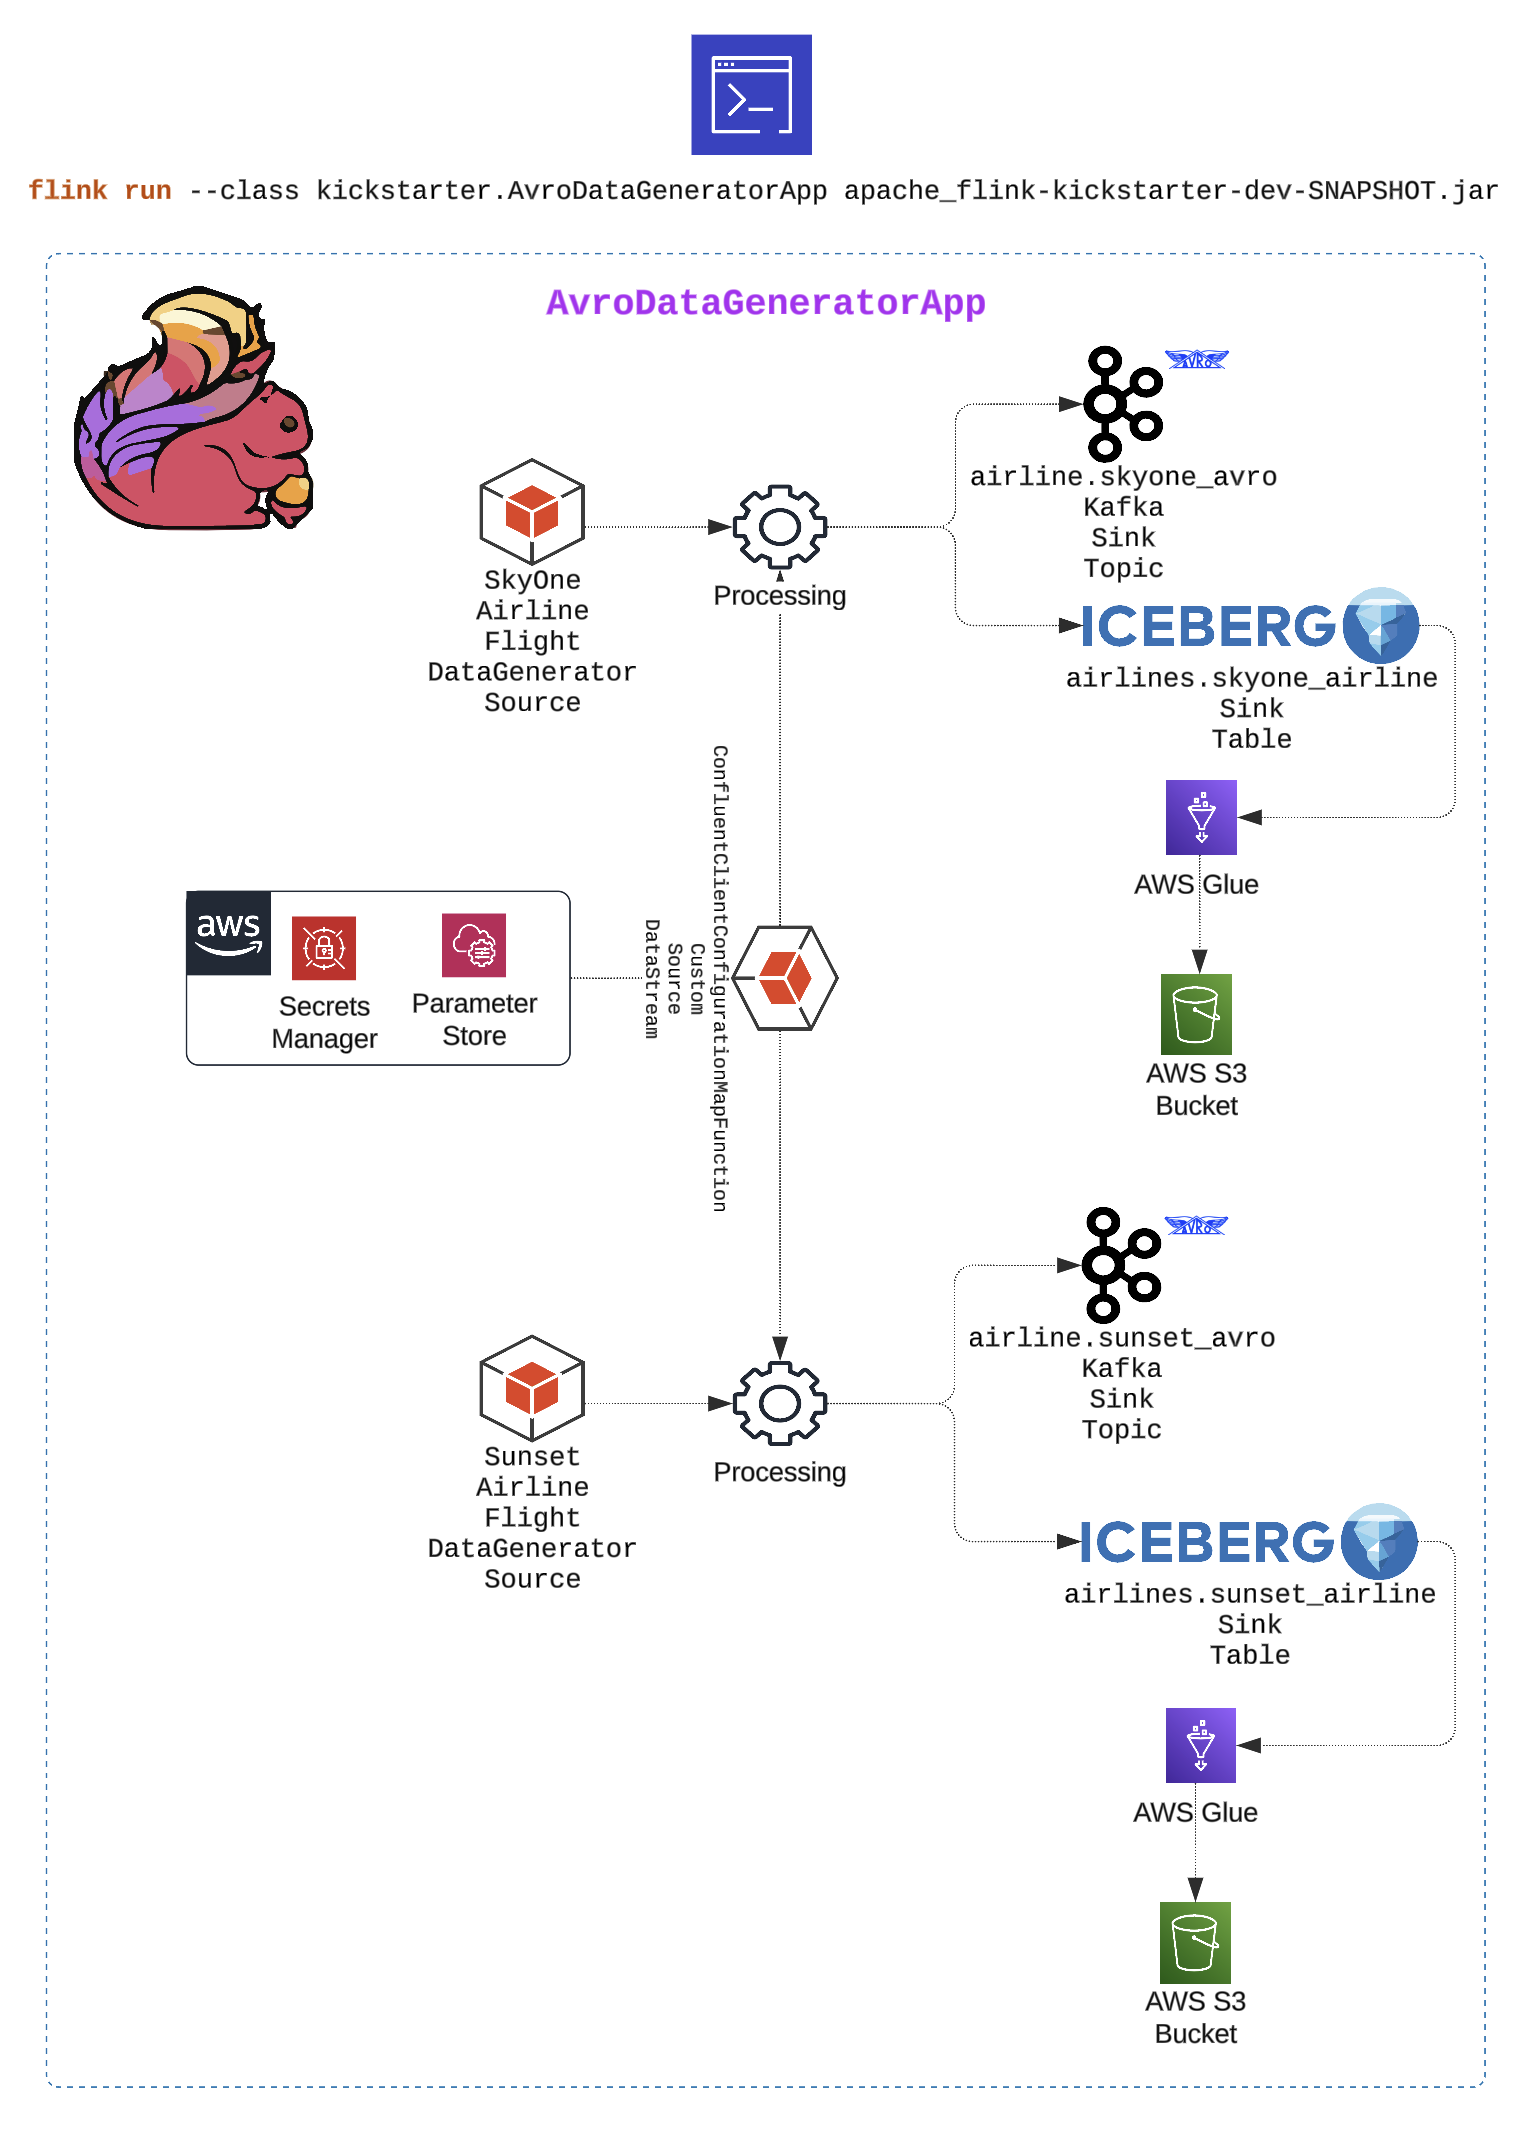 flink run --class kickstarter.AvroDataGeneratorApp apache_flink-kickstarter-dev-SNAPSHOT.jar
AvroDataGeneratorApp
AVRO
airline.skyone_avro
Kafka
Sink
Topic
SkyOne
Airline
Flight
DataGenerator
Source
Processing
ICEBERG
airlines.skyone_airline
Sink
Table
AWS Glue
AWS S3
Bucket
aws
Secrets
Manager
Parameter
Store
ConfluentClientConfigurationMapFunction
Custom
Source
DataStream
AVRO
airline.sunset_avro
Kafka
Sink
Topic
Sunset
Airline
Flight
DataGenerator
Source
Processing
ICEBERG
airlines.sunset_airline
Sink
Table
AWS Glue
AWS S3
Bucket